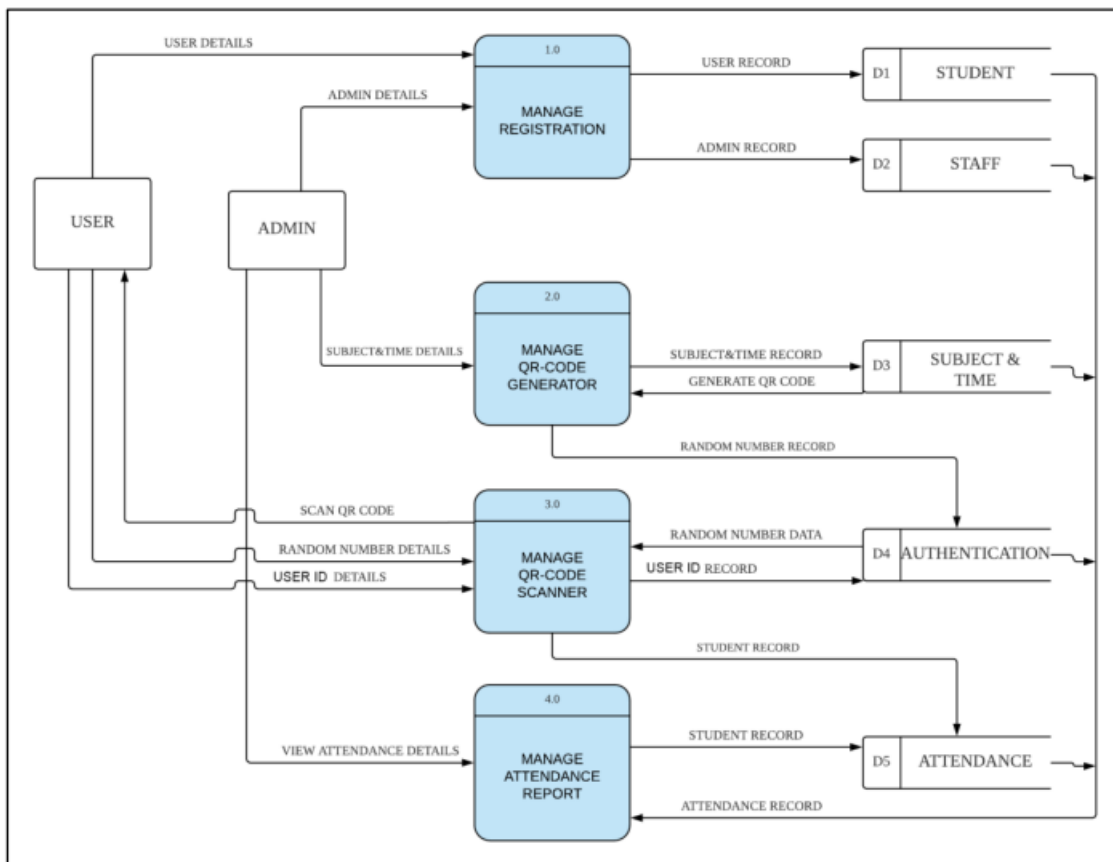 USER DETAILS
1.0
MANAGE
REGISTRATION
USER RECORD
D1
STUDENT
ADMIN DETAILS
ADMIN RECORD
D2
STAFF
USER
ADMIN
2.0
MANAGE
QR-CODE
GENERATOR
SUBJECT&TIME DETAILS
SUBJECT&TIME RECORD
GENERATE QR CODE
D3
SUBJECT &
TIME
RANDOM NUMBER RECORD
3.0
MANAGE
QR-CODE
SCANNER
SCAN QR CODE
RANDOM NUMBER DETAILS
USER ID DETAILS
RANDOM NUMBER DATA
USER ID RECORD
D4
AUTHENTICATION
STUDENT RECORD
4.0
MANAGE
ATTENDANCE
REPORT
VIEW ATTENDANCE DETAILS
STUDENT RECORD
D5
ATTENDANCE
ATTENDANCE RECORD